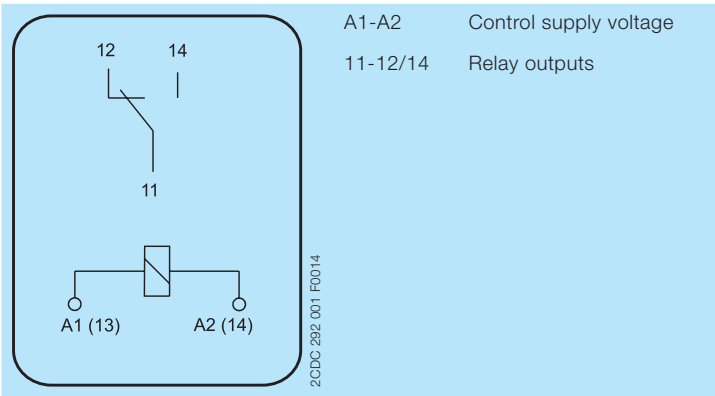 12 14
11
A1 (13) A2 (14)
2CDC 292 001 F0014
A1-A2 Control supply voltage
11-12/14 Relay outputs